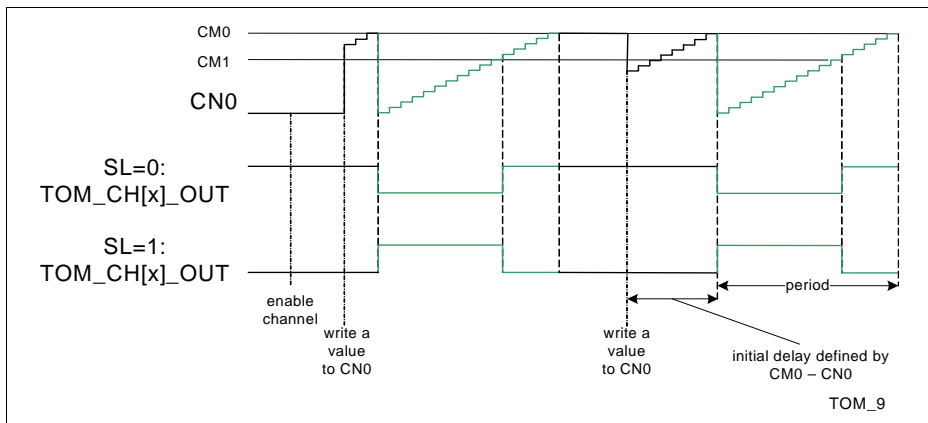 CM0
CM1
CN0
SL=0:
TOM_CH[x]_OUT
SL=1:
TOM_CH[x]_OUT
enable
channel
write a
value
to CN0
write a
value
to CN0
period
initial delay defined by
CM0 – CN0
TOM_9